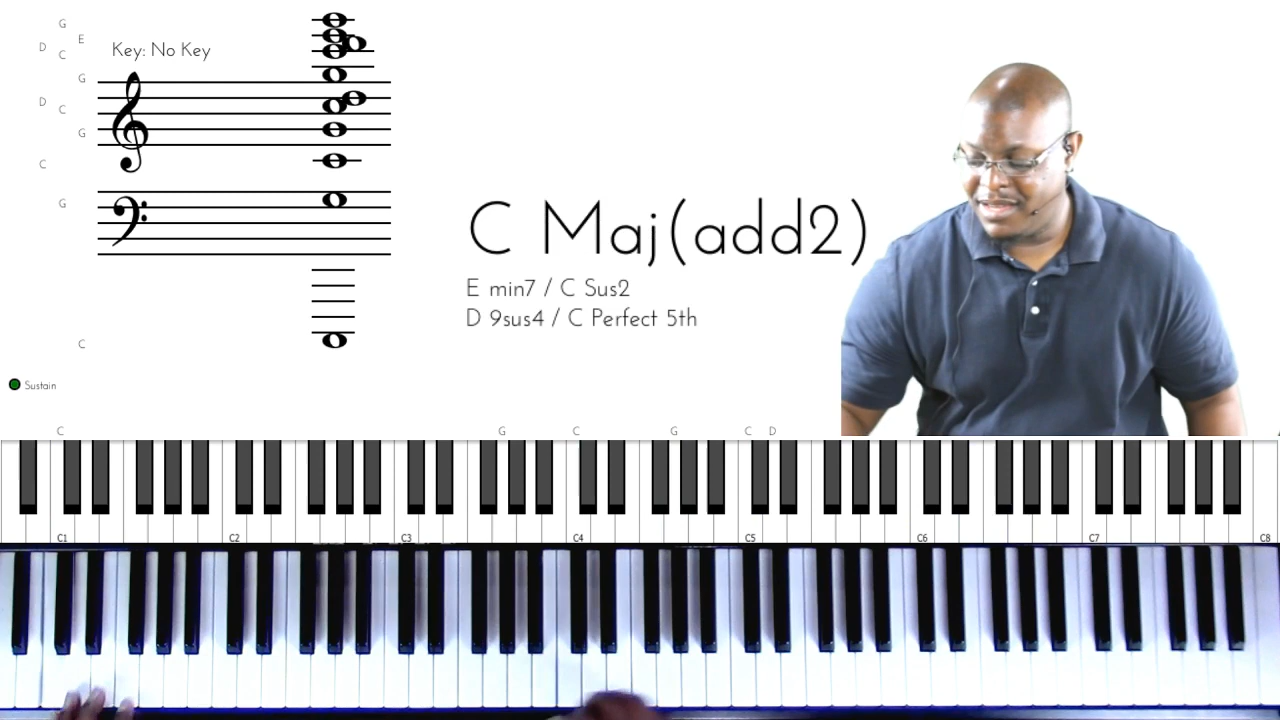 G
E
D
C
Key: No Key
G
D
C
G
C
G
C Maj(add2)
E min7 / C Sus2
D 9sus4 / C Perfect 5th
C
Sustain
C G C G C D
C1 C2 C3 C4 C5 C6 C7 C8